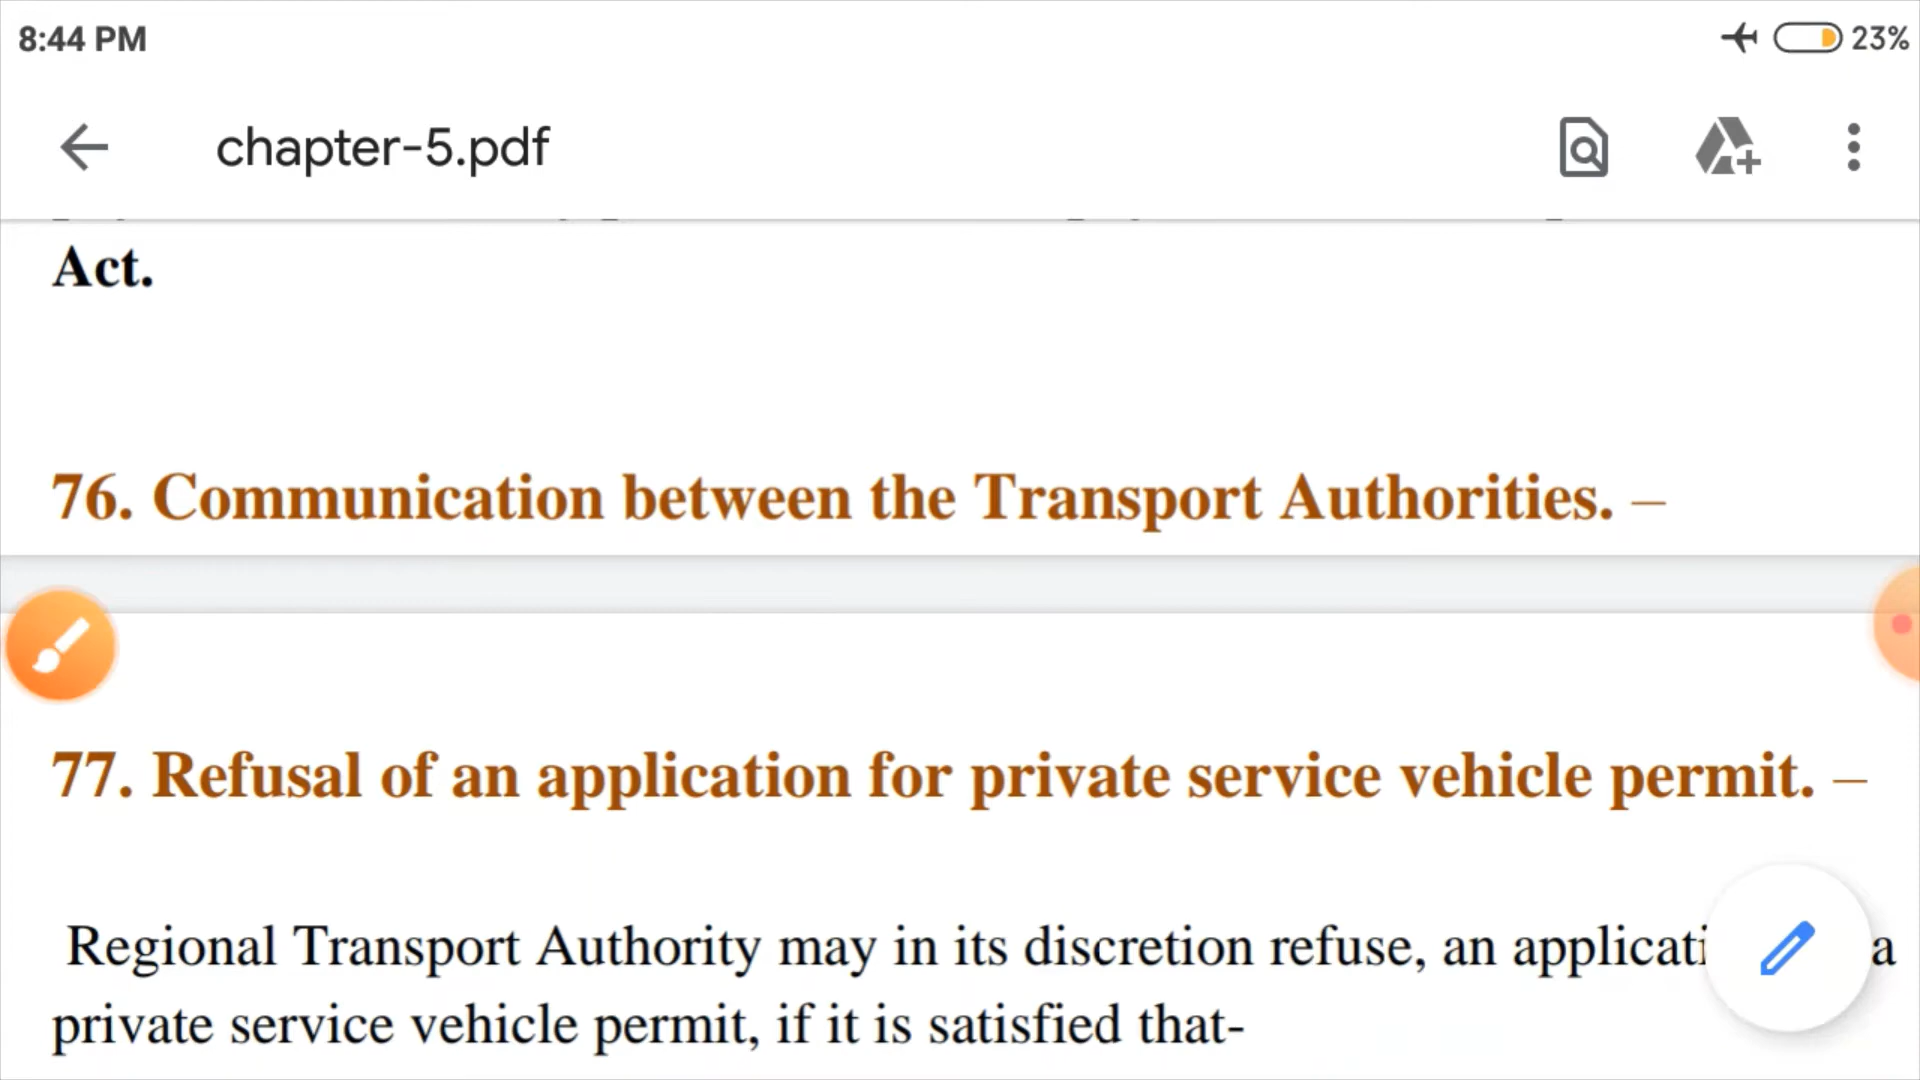 8:44 PM
23%
chapter-5.pdf
Act.
76. Communication between the Transport Authorities. –
77. Refusal of an application for private service vehicle permit. –
Regional Transport Authority may in its discretion refuse, an applicati a
private service vehicle permit, if it is satisfied that-